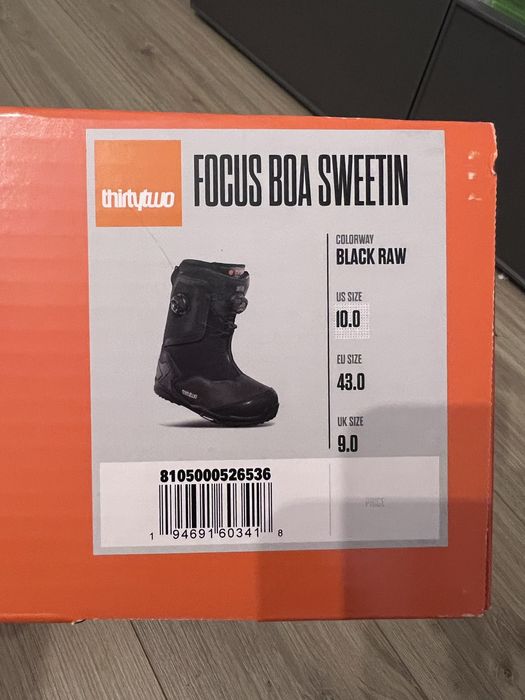 thirtytwo
FOCUS BOA SWEETIN
COLORWAY
BLACK RAW
US SIZE
10.0
EU SIZE
43.0
UK SIZE
9.0
thirtytwo
8105000526536
1 94691 60341 8
PRICE